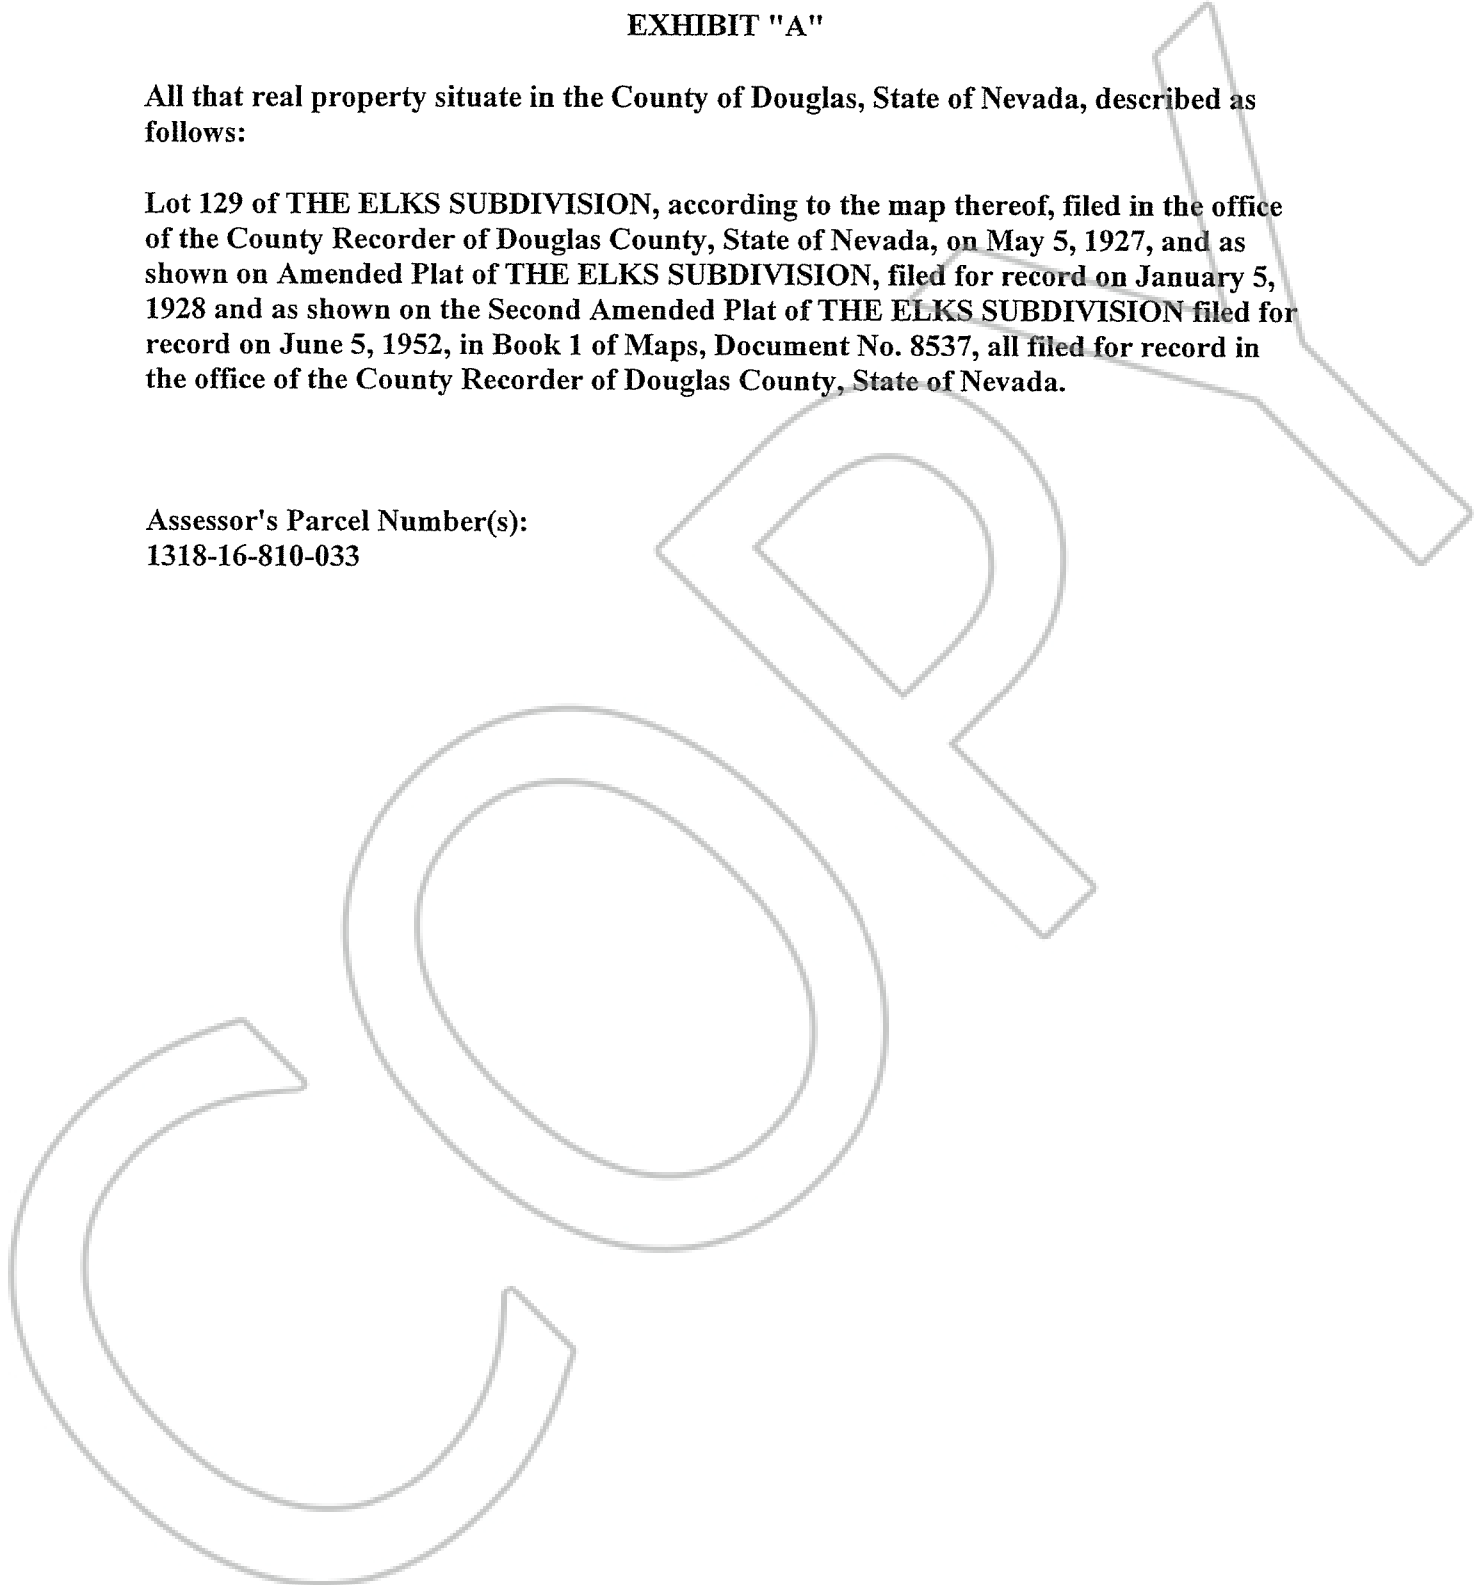 EXHIBIT "A"
All that real property situate in the County of Douglas, State of Nevada, described as
follows:
Lot 129 of THE ELKS SUBDIVISION, according to the map thereof, filed in the office
of the County Recorder of Douglas County, State of Nevada, on May 5, 1927, and as
shown on Amended Plat of THE ELKS SUBDIVISION, filed for record on January 5,
1928 and as shown on the Second Amended Plat of THE ELKS SUBDIVISION filed for
record on June 5, 1952, in Book 1 of Maps, Document No. 8537, all filed for record in
the office of the County Recorder of Douglas County, State of Nevada.
Assessor's Parcel Number(s):
1318-16-810-033
COPY